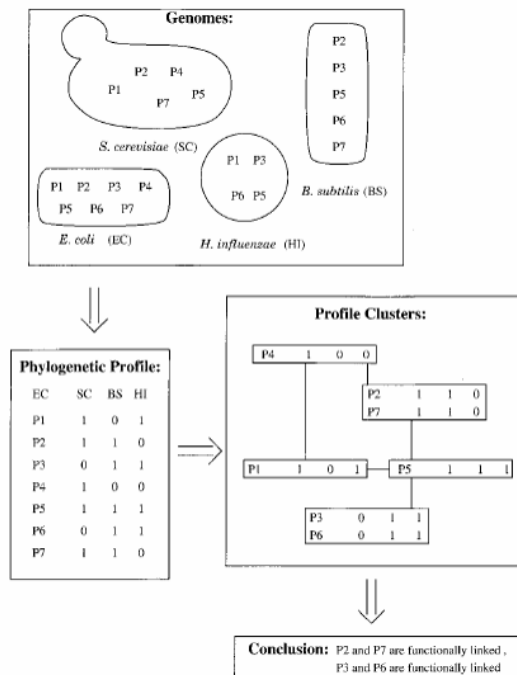 Genomes:
P2 P4
P1
P7 P5
S. cerevisiae (SC)
P2
P3
P5
P6
P7
B. subtilis (BS)
P1 P2 P3 P4
P5 P6 P7
E. coli (EC)
P1 P3
P6 P5
H. influenzae (HI)
Phylogenetic Profile:
EC SC BS HI
P1 1 0 1
P2 1 1 0
P3 0 1 1
P4 1 0 0
P5 1 1 1
P6 0 1 1
P7 1 1 0
Profile Clusters:
P4 1 0 0
P2 1 1 0
P7 1 1 0
P1 1 0 1
P5 1 1 1
P3 0 1 1
P6 0 1 1
Conclusion: P2 and P7 are functionally linked ,
P3 and P6 are functionally linked